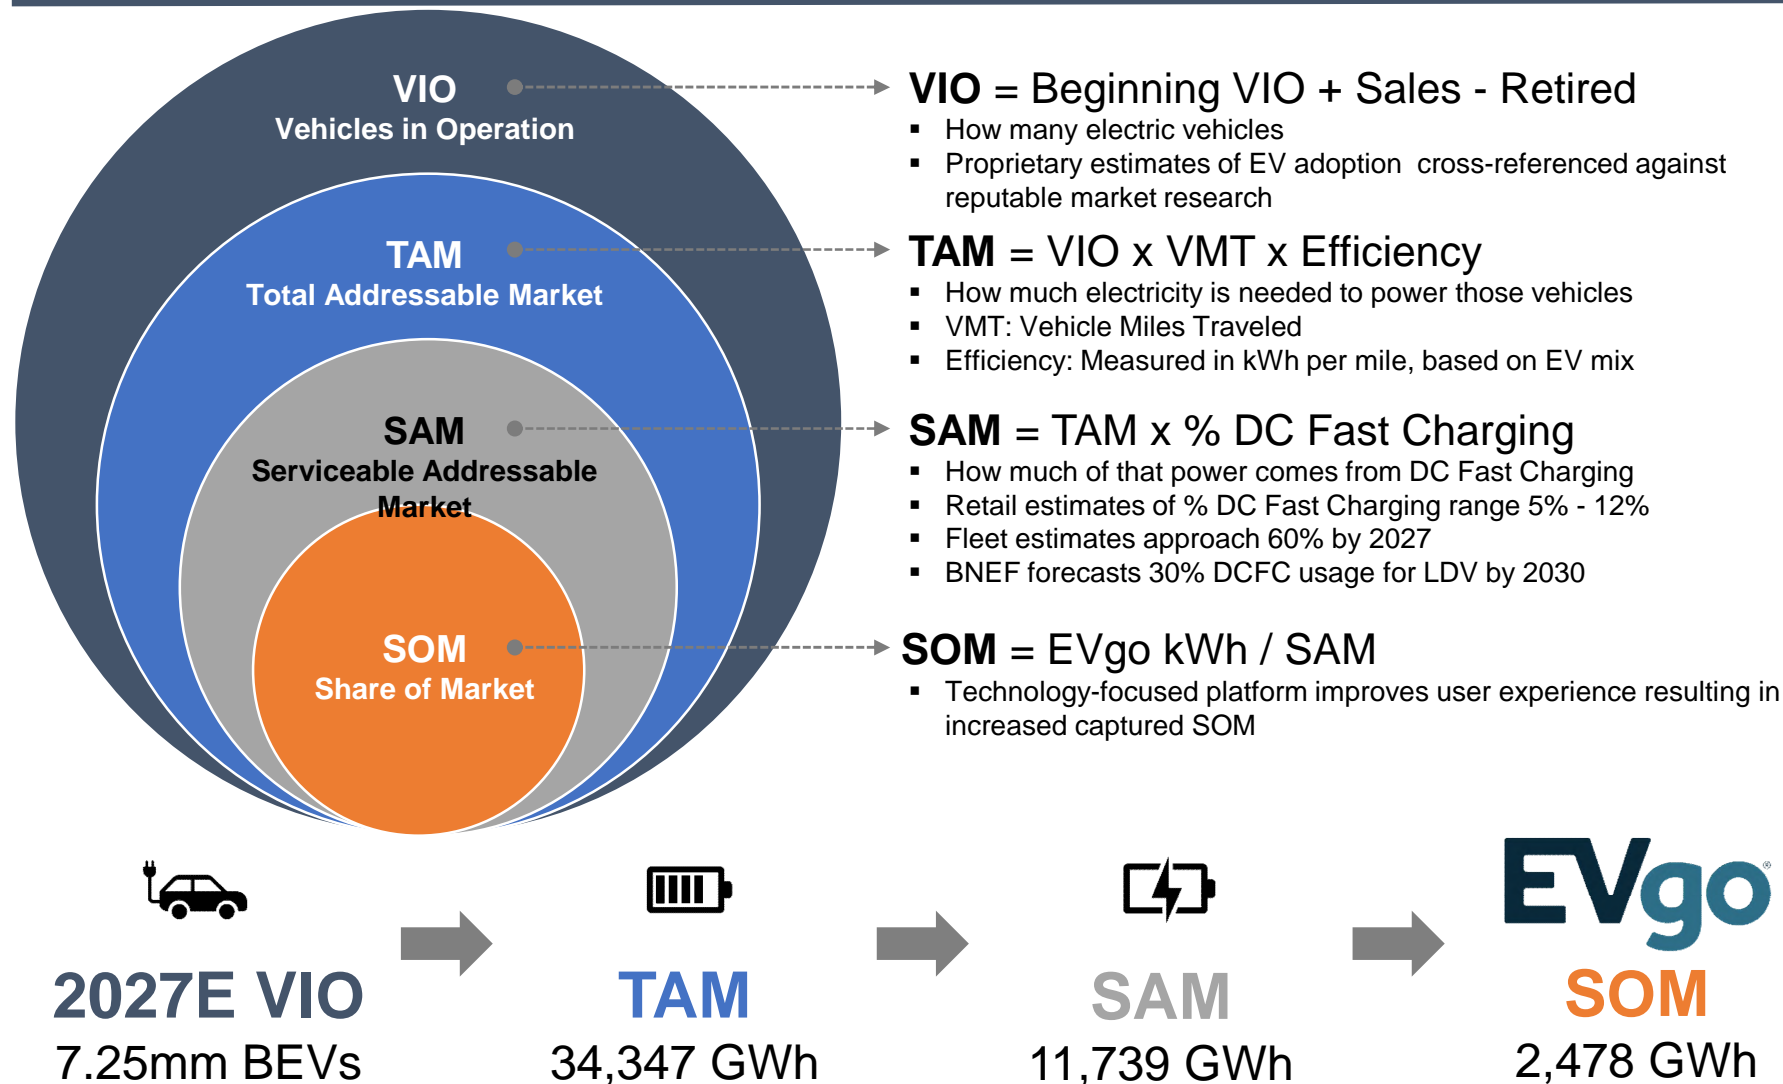 VIO
Vehicles in Operation
TAM
Total Addressable Market
SAM
Serviceable Addressable
Market
SOM
Share of Market
VIO = Beginning VIO + Sales - Retired
▪ How many electric vehicles
▪ Proprietary estimates of EV adoption  cross-referenced against
reputable market research
TAM = VIO x VMT x Efficiency
▪ How much electricity is needed to power those vehicles
▪ VMT: Vehicle Miles Traveled
▪ Efficiency: Measured in kWh per mile, based on EV mix
SAM = TAM x % DC Fast Charging
▪ How much of that power comes from DC Fast Charging
▪ Retail estimates of % DC Fast Charging range 5% - 12%
▪ Fleet estimates approach 60% by 2027
▪ BNEF forecasts 30% DCFC usage for LDV by 2030
SOM = EVgo kWh / SAM
▪ Technology-focused platform improves user experience resulting in
increased captured SOM
EVgo®
2027E VIO
7.25mm BEVs
TAM
34,347 GWh
SAM
11,739 GWh
SOM
2,478 GWh